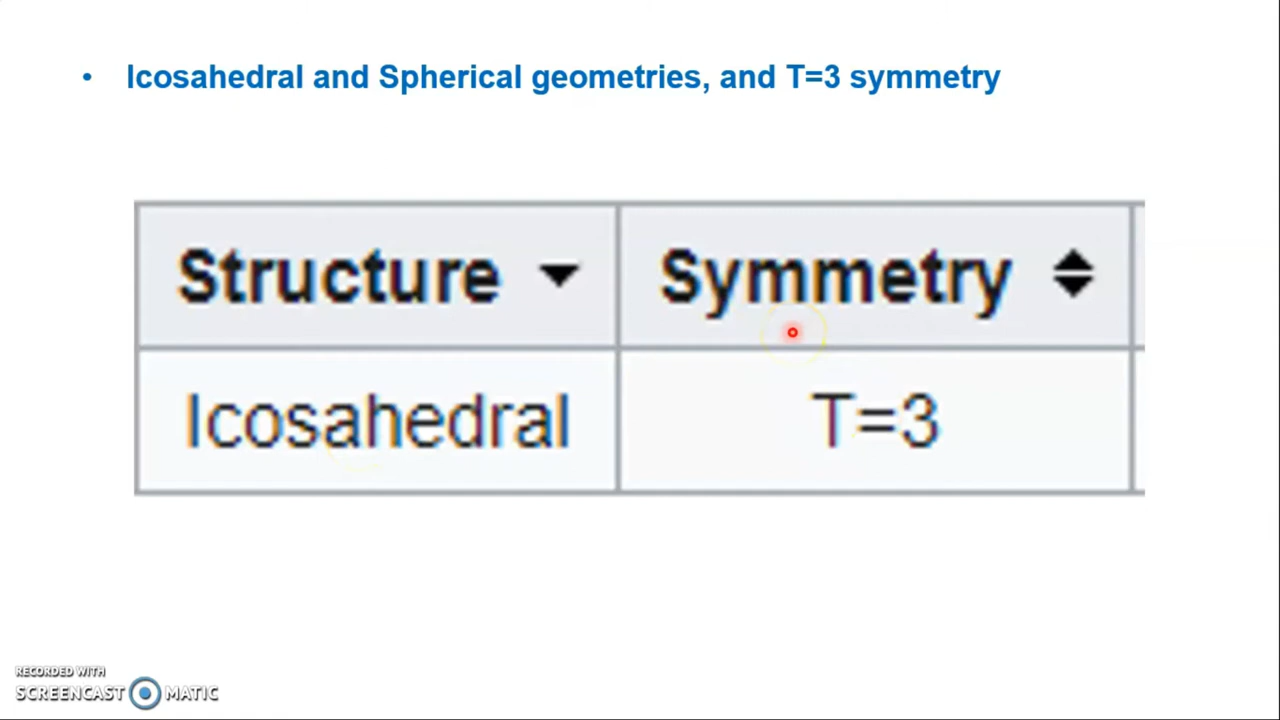 • Icosahedral and Spherical geometries, and T=3 symmetry
Structure Symmetry
Icosahedral T=3
RECORDED WITH
SCREENCAST MATIC